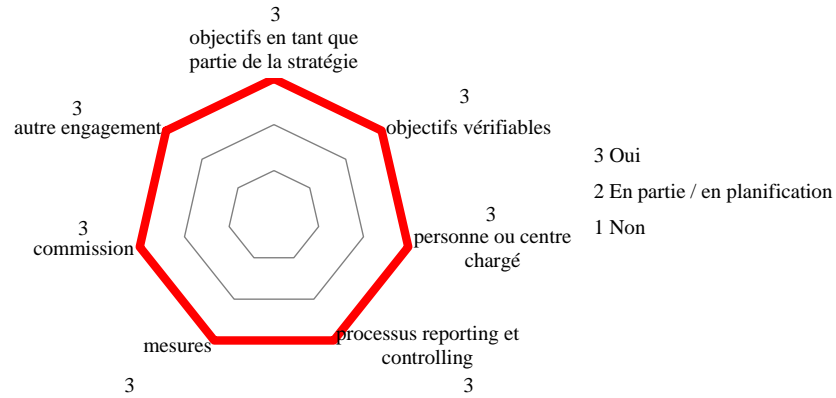 3
objectifs en tant que
partie de la stratégie
3
objectifs vérifiables
3
personne ou centre
chargé
processus reporting et
controlling
3
mesures
3
3
commission
3
autre engagement
3 Oui
2 En partie / en planification
1 Non